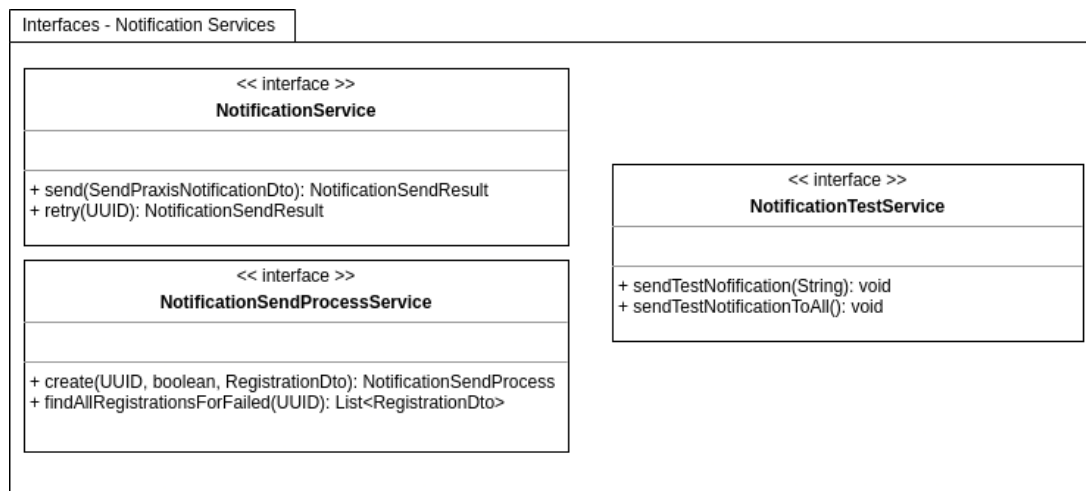 Interfaces - Notification Services
<< interface >>
NotificationService
+ send(SendPraxisNotificationDto): NotificationSendResult
+ retry(UUID): NotificationSendResult
<< interface >>
NotificationSendProcessService
+ create(UUID, boolean, RegistrationDto): NotificationSendProcess
+ findAllRegistrationsForFailed(UUID): List<RegistrationDto>
<< interface >>
NotificationTestService
+ sendTestNofification(String): void
+ sendTestNotificationToAll(): void